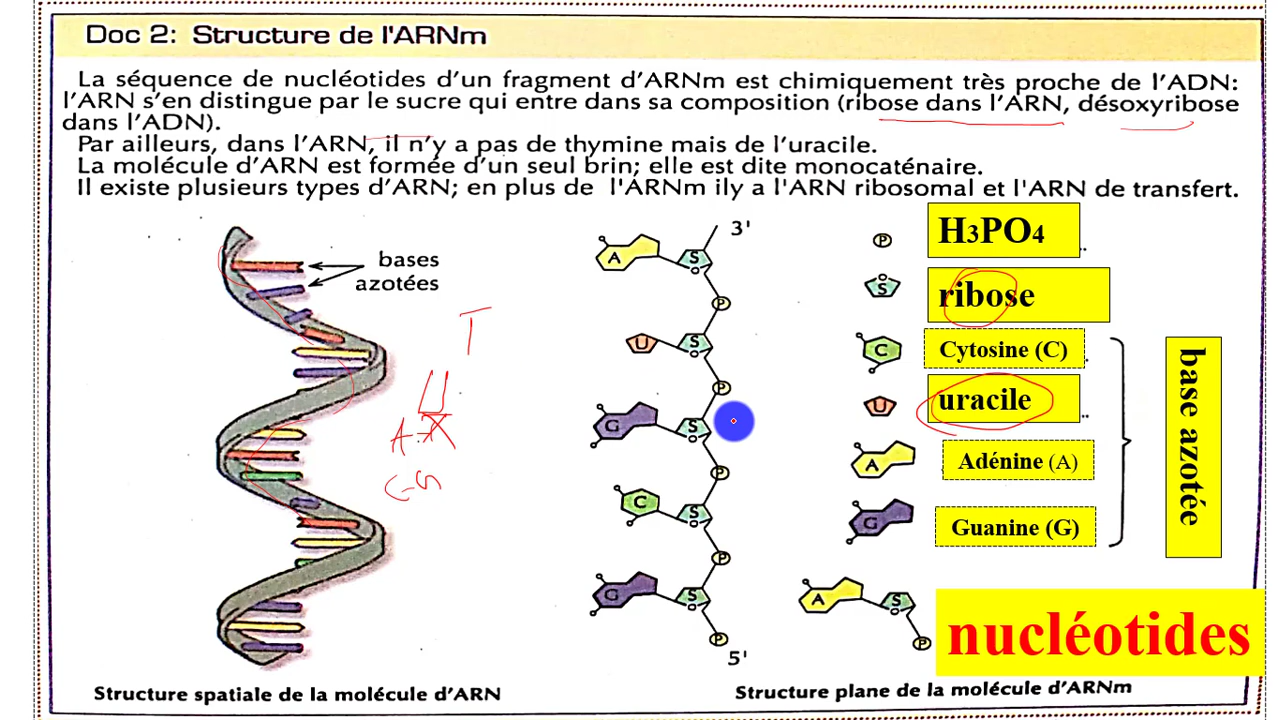 Doc 2: Structure de l'ARNm
La séquence de nucléotides d'un fragment d'ARNm est chimiquement très proche de l'ADN:
l'ARN s'en distingue par le sucre qui entre dans sa composition (ribose dans l'ARN, désoxyribose
dans l'ADN).
Par ailleurs, dans l'ARN, il n'y a pas de thymine mais de l'uracile.
La molécule d'ARN est formée d'un seul brin; elle est dite monocaténaire.
Il existe plusieurs types d'ARN; en plus de l'ARNm ily a l'ARN ribosomal et l'ARN de transfert.
bases
azotées
T
U
A
C-G
3'
A
S
P
U
S
P
G
S
P
C
S
P
G
S
P
5'
P
H3PO4
S
ribose
C
Cytosine (C)
U
uracile
A
Adénine (A)
G
Guanine (G)
base azotée
A
S
P
nucléotides
Structure spatiale de la molécule d'ARN
Structure plane de la molécule d'ARNm